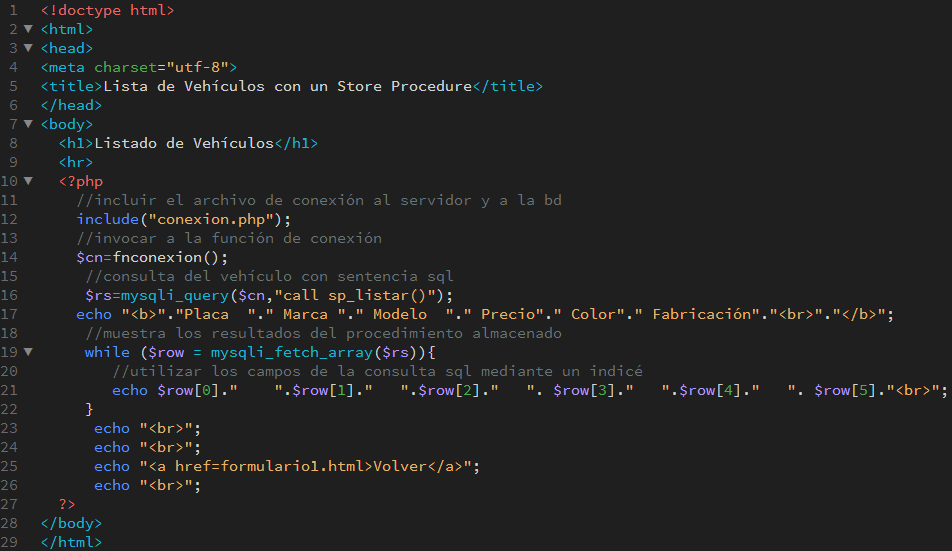 1 <!doctype html>
2 <html>
3 <head>
4 <meta charset="utf-8">
5 <title>Lista de Vehículos con un Store Procedure</title>
6 </head>
7 <body>
8 <h1>Listado de Vehículos</h1>
9 <hr>
10 <?php
11 //incluir el archivo de conexión al servidor y a la bd
12 include("conexion.php");
13 //invocar a la función de conexión
14 $cn=fnconexion();
15 //consulta del vehículo con sentencia sql
16 $rs=mysqli_query($cn,"call sp_listar()");
17 echo "<b>"."Placa  "." Marca "." Modelo  "." Precio"." Color"." Fabricación"."<br>"."</b>";
18 //muestra los resultados del procedimiento almacenado
19 while ($row = mysqli_fetch_array($rs)){
20 //utilizar los campos de la consulta sql mediante un indicé
21 echo $row[0]."    ".$row[1]."   ".$row[2]."   ". $row[3]."   ".$row[4]."   ". $row[5]."<br>";
22 }
23 echo "<br>";
24 echo "<br>";
25 echo "<a href=formulario1.html>Volver</a>";
26 echo "<br>";
27 ?>
28 </body>
29 </html>